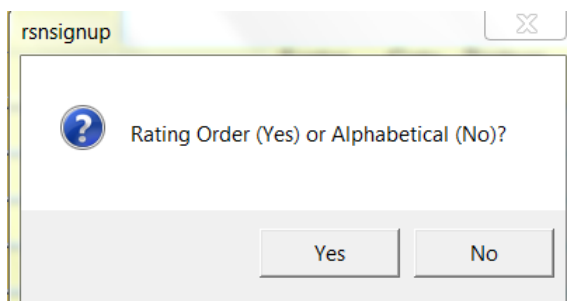 rsnsignup
Rating Order (Yes) or Alphabetical (No)?
Yes
No